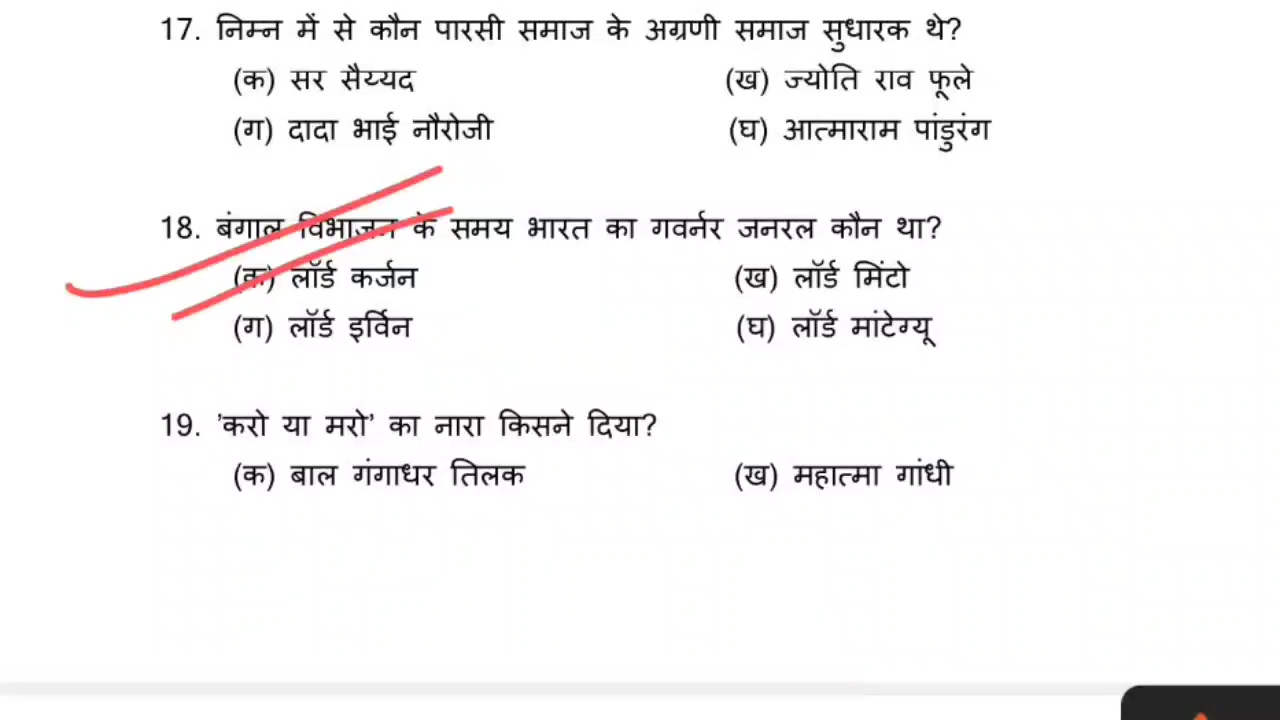 17. निम्न में से कौन पारसी समाज के अग्रणी समाज सुधारक थे?
(क) सर सैय्यद (ख) ज्योति राव फूले
(ग) दादा भाई नौरोजी (घ) आत्माराम पांडुरंग
18. बंगाल विभाजन के समय भारत का गवर्नर जनरल कौन था?
(क) लॉर्ड कर्जन (ख) लॉर्ड मिंटो
(ग) लॉर्ड इर्विन (घ) लॉर्ड मांटेग्यू
19. ’करो या मरो’ का नारा किसने दिया?
(क) बाल गंगाधर तिलक (ख) महात्मा गांधी